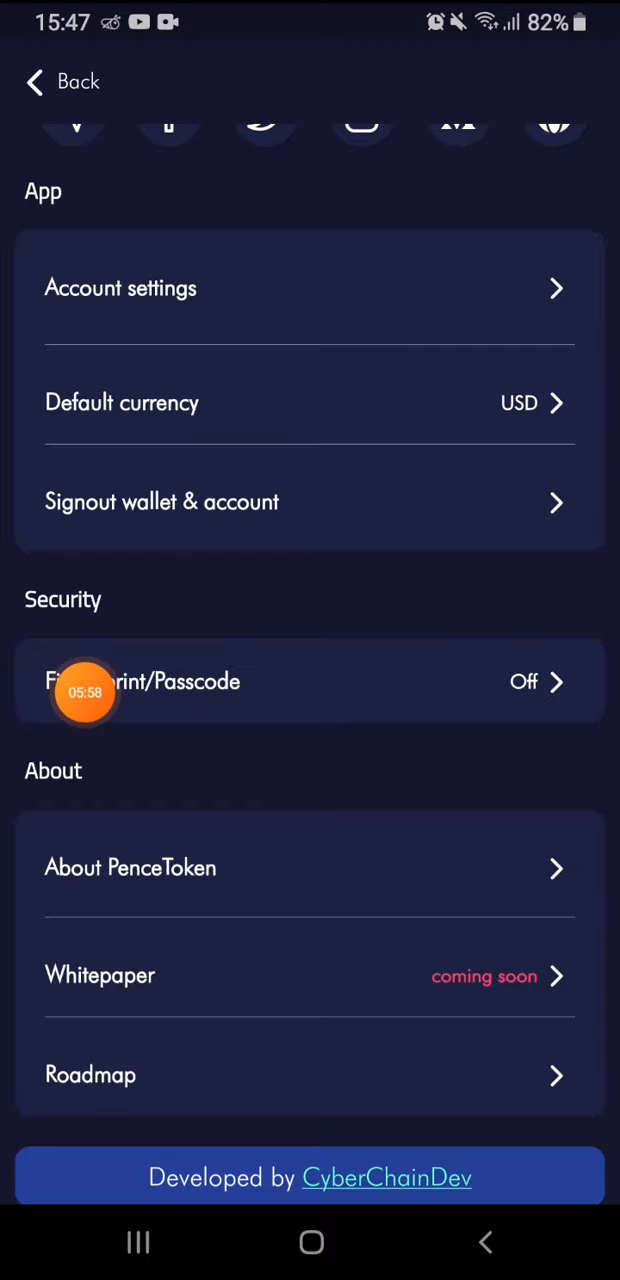 15:47 82%
Back
App
Account settings
Default currency USD
Signout wallet & account
Security
05:58 print/Passcode Off
About
About PenceToken
Whitepaper coming soon
Roadmap
Developed by CyberChainDev